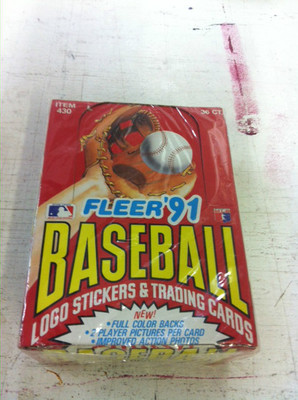 ITEM 36 CT.
430
FLEER '91
BASEBALL
LOGO STICKERS & TRADING CARDS
NEW!
• FULL COLOR BACKS
• 2 PLAYER PICTURES PER CARD
• IMPROVED ACTION PHOTOS
BASEBALL